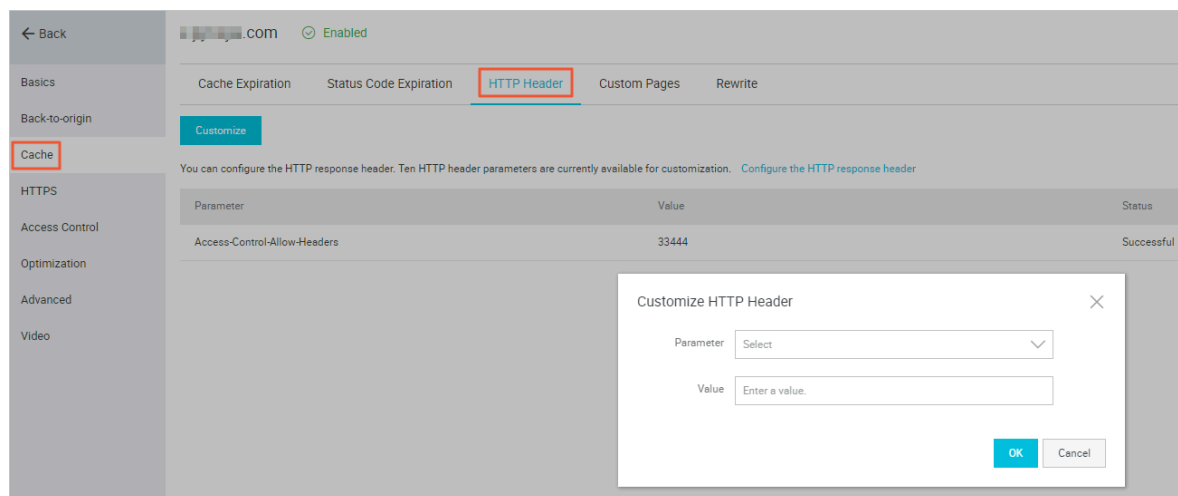 ← Back
.com Enabled
Basics
Back-to-origin
Cache
HTTPS
Access Control
Optimization
Advanced
Video
Cache Expiration Status Code Expiration HTTP Header Custom Pages Rewrite
Customize
You can configure the HTTP response header. Ten HTTP header parameters are currently available for customization. Configure the HTTP response header
Parameter Value Status
Access-Control-Allow-Headers 33444 Successful
Customize HTTP Header
Parameter Select
Value Enter a value.
OK Cancel